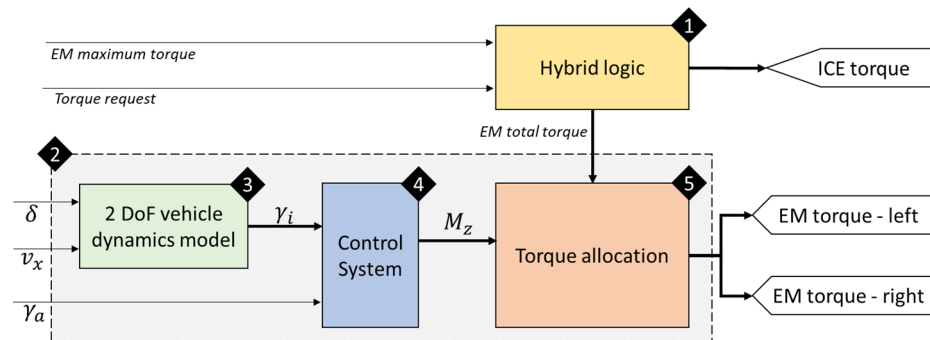 1
EM maximum torque
Hybrid logic
ICE torque
Torque request
EM total torque
2
3
4
5
δ
2 DoF vehicle
dynamics model
γᵢ
v_x
Control
System
M_z
Torque allocation
EM torque - left
EM torque - right
γ_a